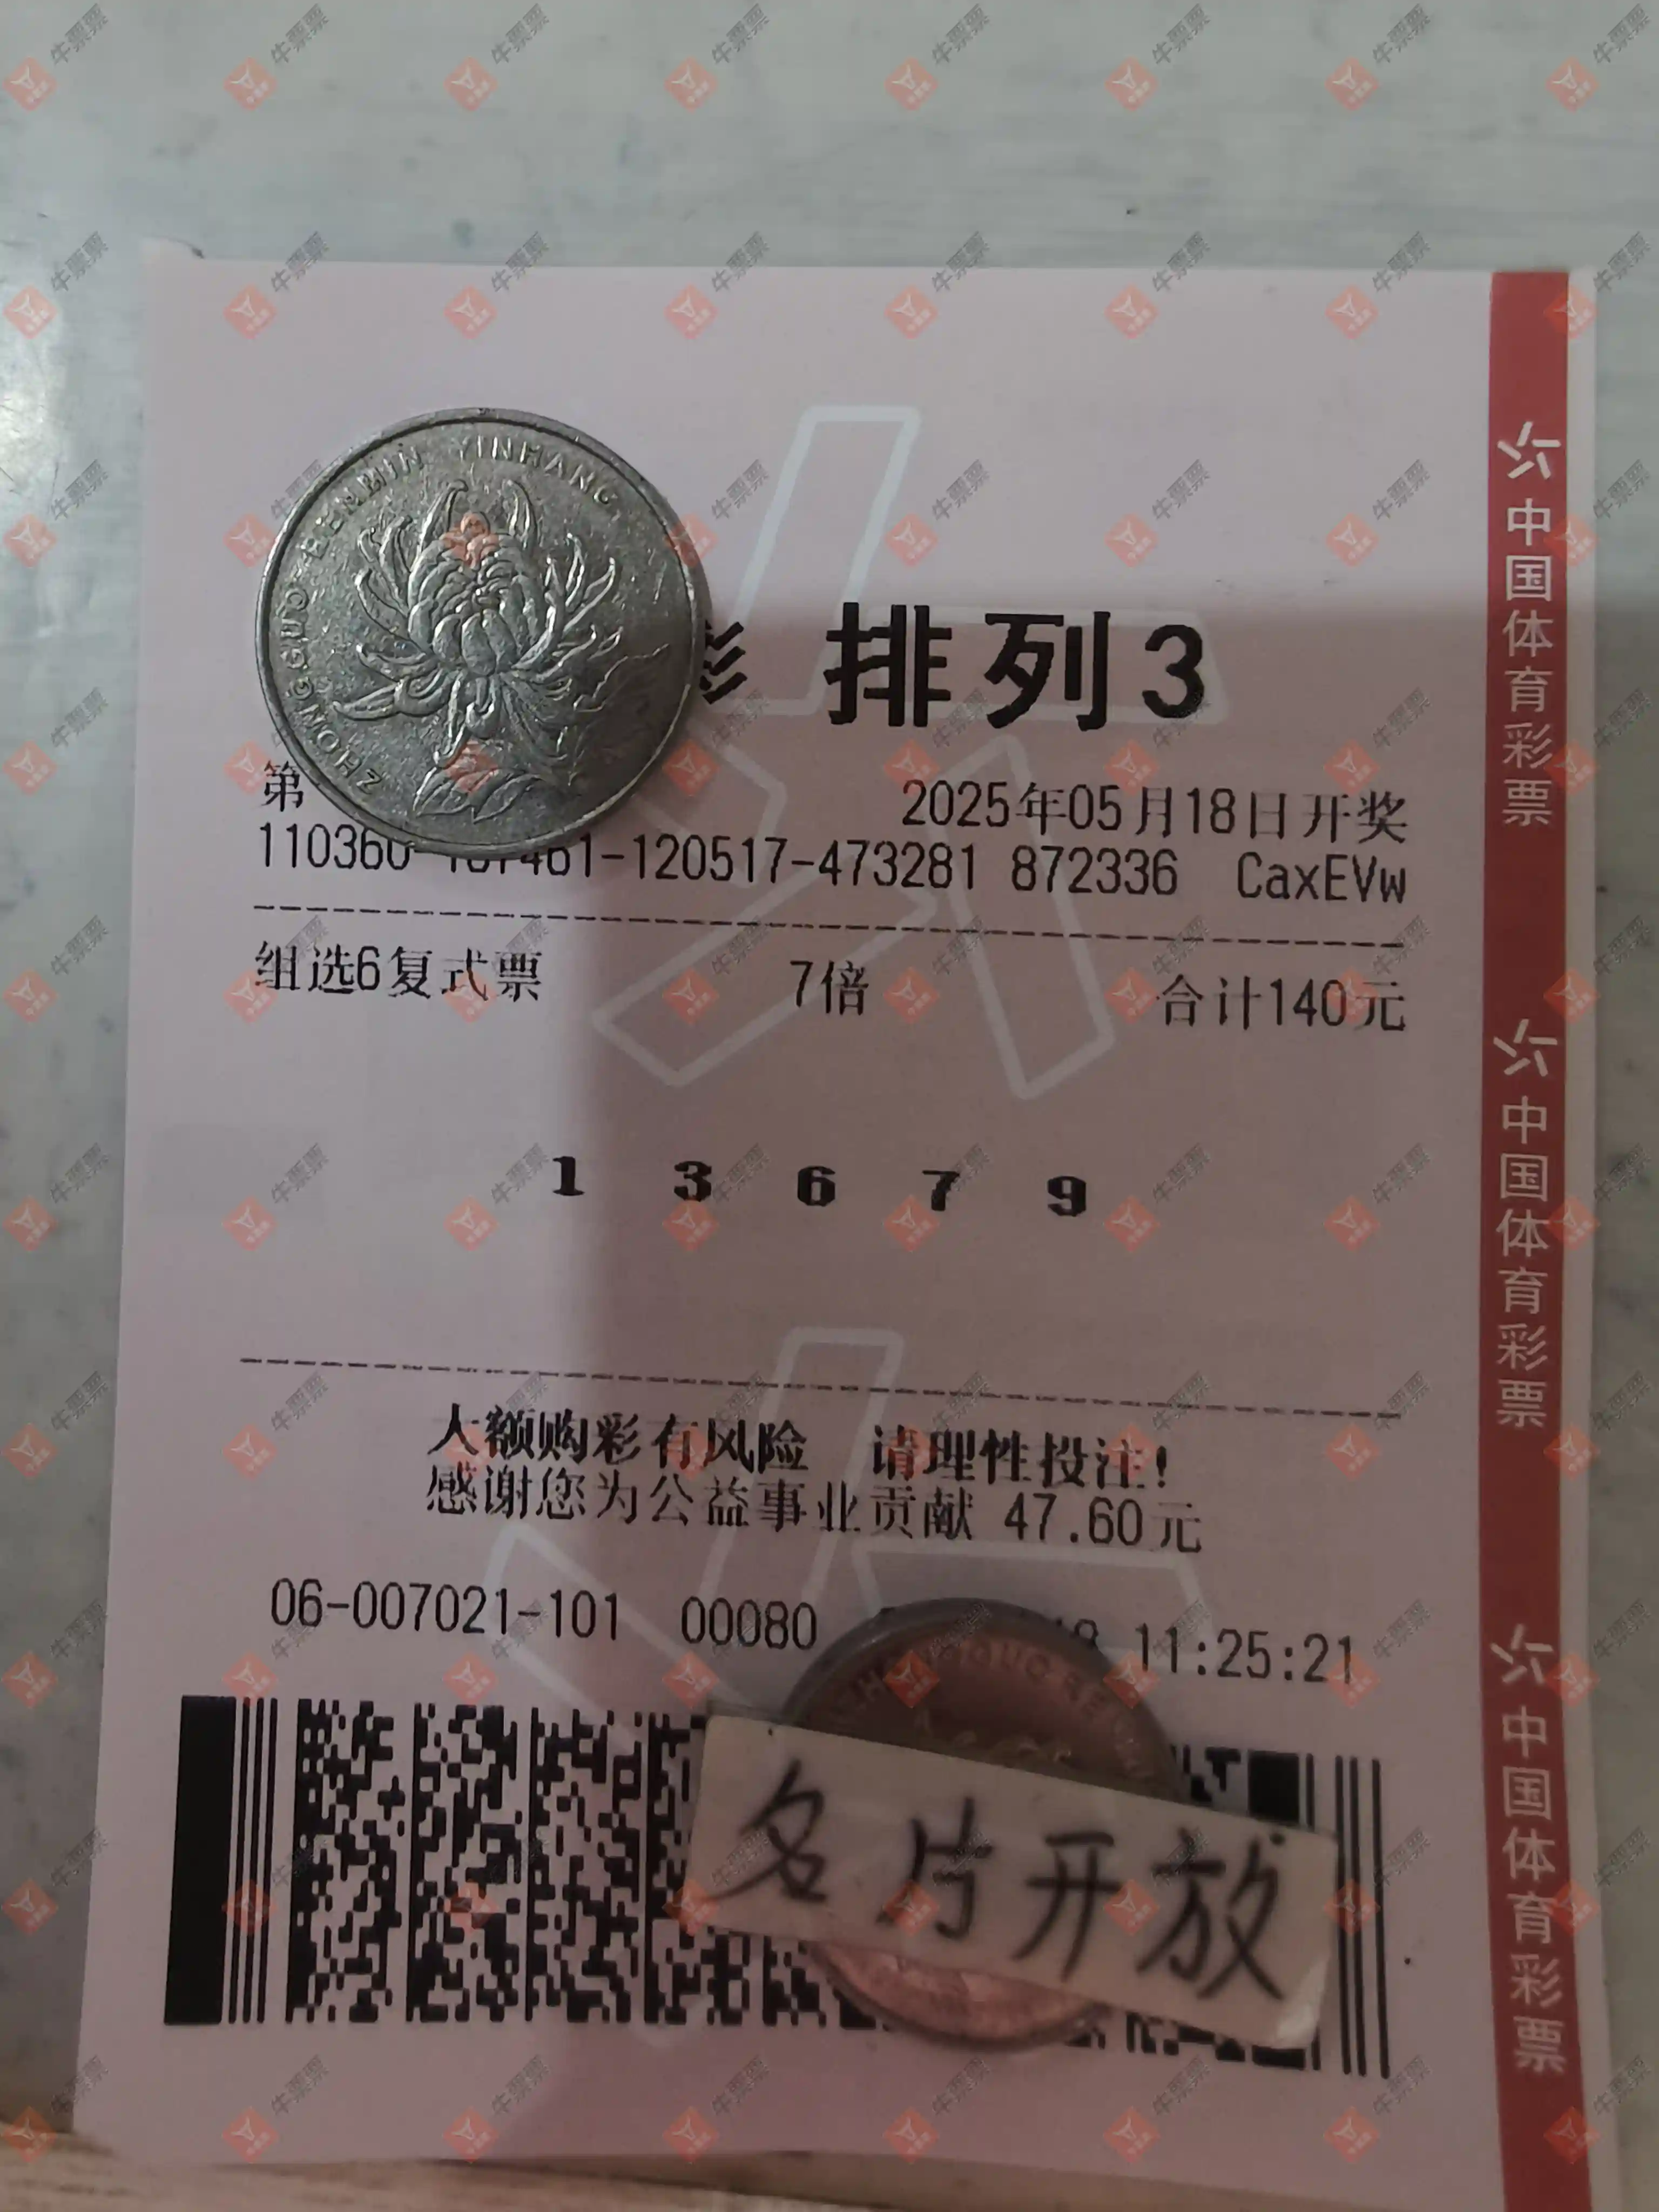 ZHONGGUO RENMIN YINHANG
排列3
第
2025年05月18日开奖
120517-473281 872336 CaxEVw
组选6复式票 7倍 合计140元
1 3 6 7 9
大额购彩有风险 请理性投注!
感谢您为公益事业贡献 47.60元
06-007021-101 00080 11:25:21
名片开放
中国体育彩票
中国体育彩票
中国体育彩票
牛票票